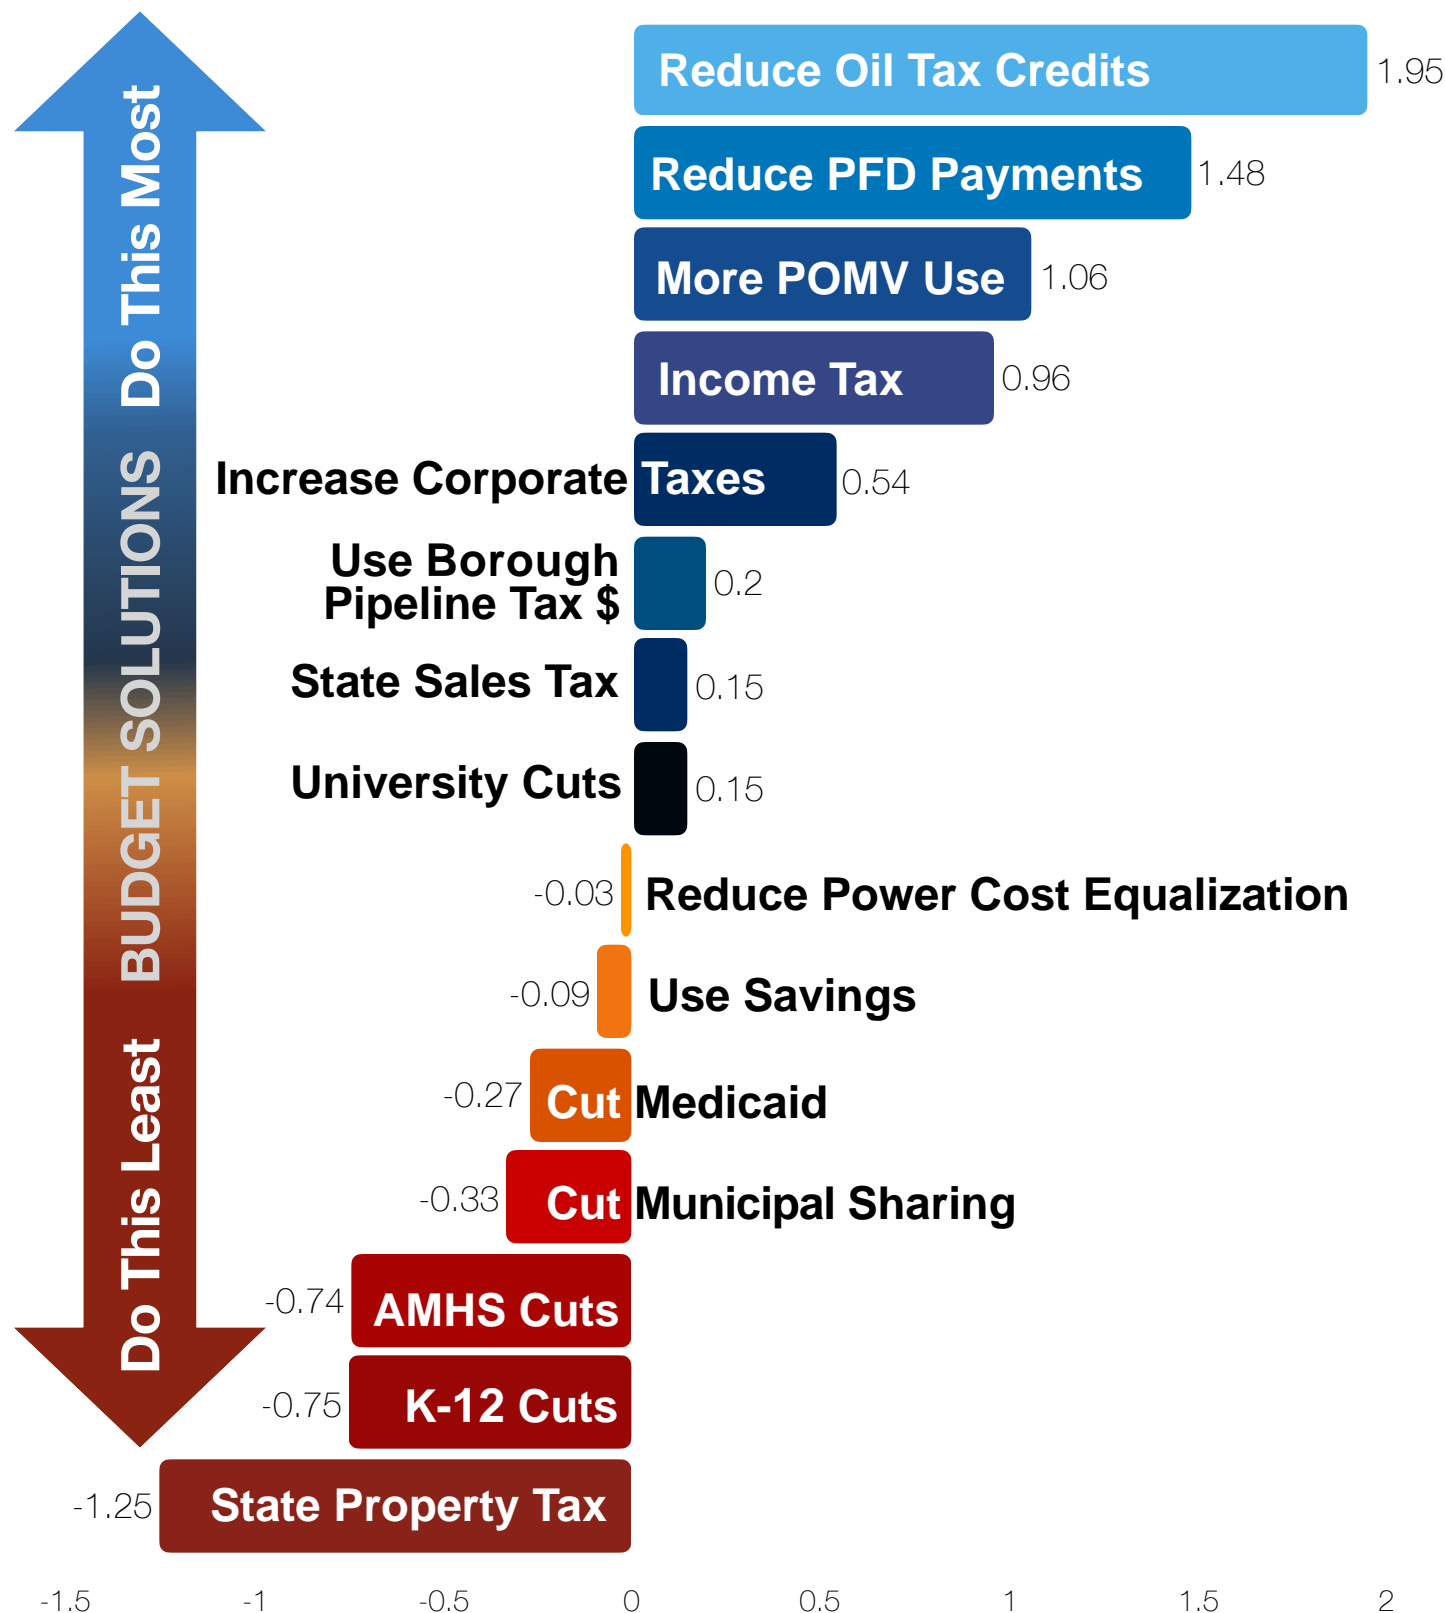 Do This Most
BUDGET SOLUTIONS
Do This Least
Reduce Oil Tax Credits 1.95
Reduce PFD Payments 1.48
More POMV Use 1.06
Income Tax 0.96
Increase Corporate Taxes 0.54
Use Borough
Pipeline Tax $ 0.2
State Sales Tax 0.15
University Cuts 0.15
-0.03 Reduce Power Cost Equalization
-0.09 Use Savings
-0.27 Cut Medicaid
-0.33 Cut Municipal Sharing
-0.74 AMHS Cuts
-0.75 K-12 Cuts
-1.25 State Property Tax
-1.5 -1 -0.5 0 0.5 1 1.5 2